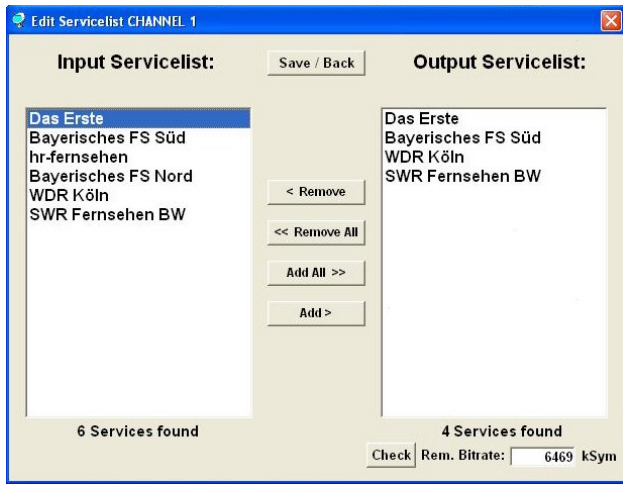 Edit Servicelist CHANNEL 1
Input Servicelist:
Save / Back
Output Servicelist:
Das Erste
Bayerisches FS Süd
hr-fernsehen
Bayerisches FS Nord
WDR Köln
SWR Fernsehen BW
< Remove
<< Remove All
Add All >>
Add >
Das Erste
Bayerisches FS Süd
WDR Köln
SWR Fernsehen BW
6 Services found
4 Services found
Check Rem. Bitrate: 6469 kSym